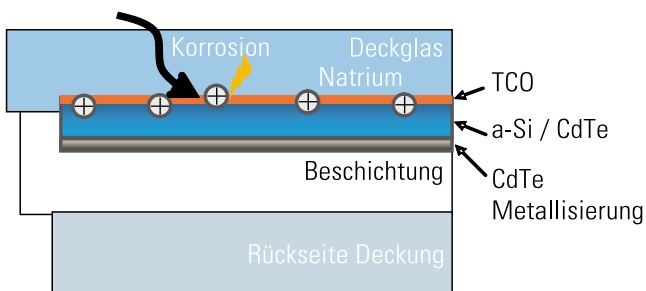 Korrosion
Deckglas
Natrium
TCO
a-Si / CdTe
Beschichtung
CdTe
Metallisierung
Rückseite Deckung